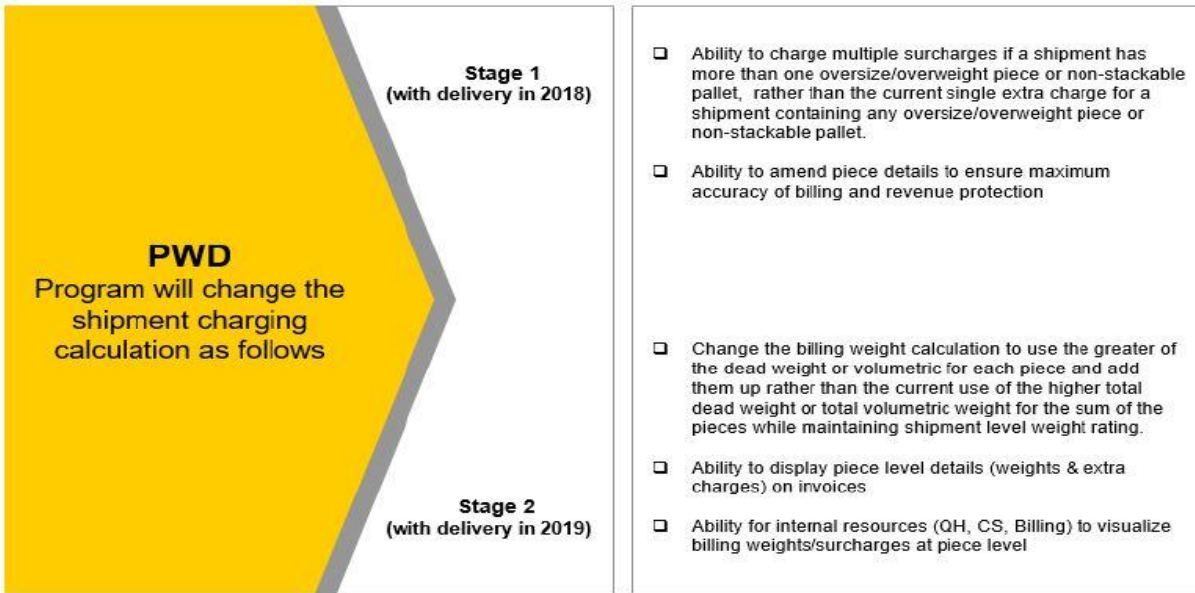 PWD
Program will change the
shipment charging
calculation as follows
Stage 1
(with delivery in 2018)
❑ Ability to charge multiple surcharges if a shipment has
more than one oversize/overweight piece or non-stackable
pallet, rather than the current single extra charge for a
shipment containing any oversize/overweight piece or
non-stackable pallet.
❑ Ability to amend piece details to ensure maximum
accuracy of billing and revenue protection
Stage 2
(with delivery in 2019)
❑ Change the billing weight calculation to use the greater of
the dead weight or volumetric for each piece and add
them up rather than the current use of the higher total
dead weight or total volumetric weight for the sum of the
pieces while maintaining shipment level weight rating.
❑ Ability to display piece level details (weights & extra
charges) on invoices
❑ Ability for internal resources (QH, CS, Billing) to visualize
billing weights/surcharges at piece level